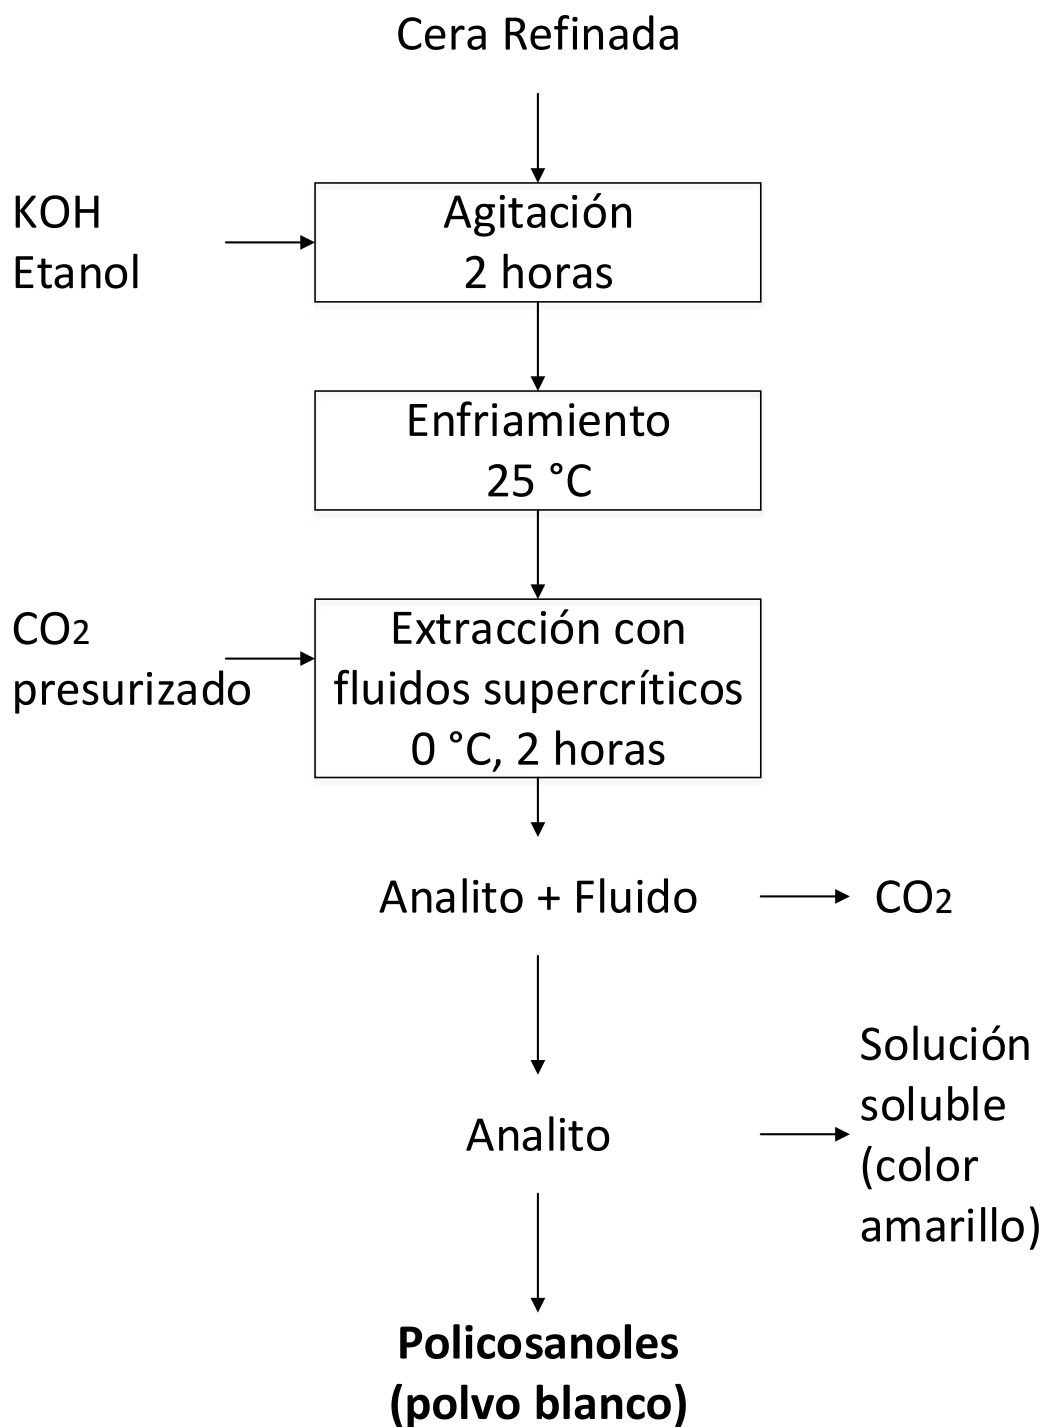 Cera Refinada
KOH
Etanol
Agitación
2 horas
Enfriamiento
25 °C
CO2
presurizado
Extracción con
fluidos supercríticos
0 °C, 2 horas
Analito + Fluido
CO2
Analito
Solución
soluble
(color
amarillo)
Policosanoles
(polvo blanco)